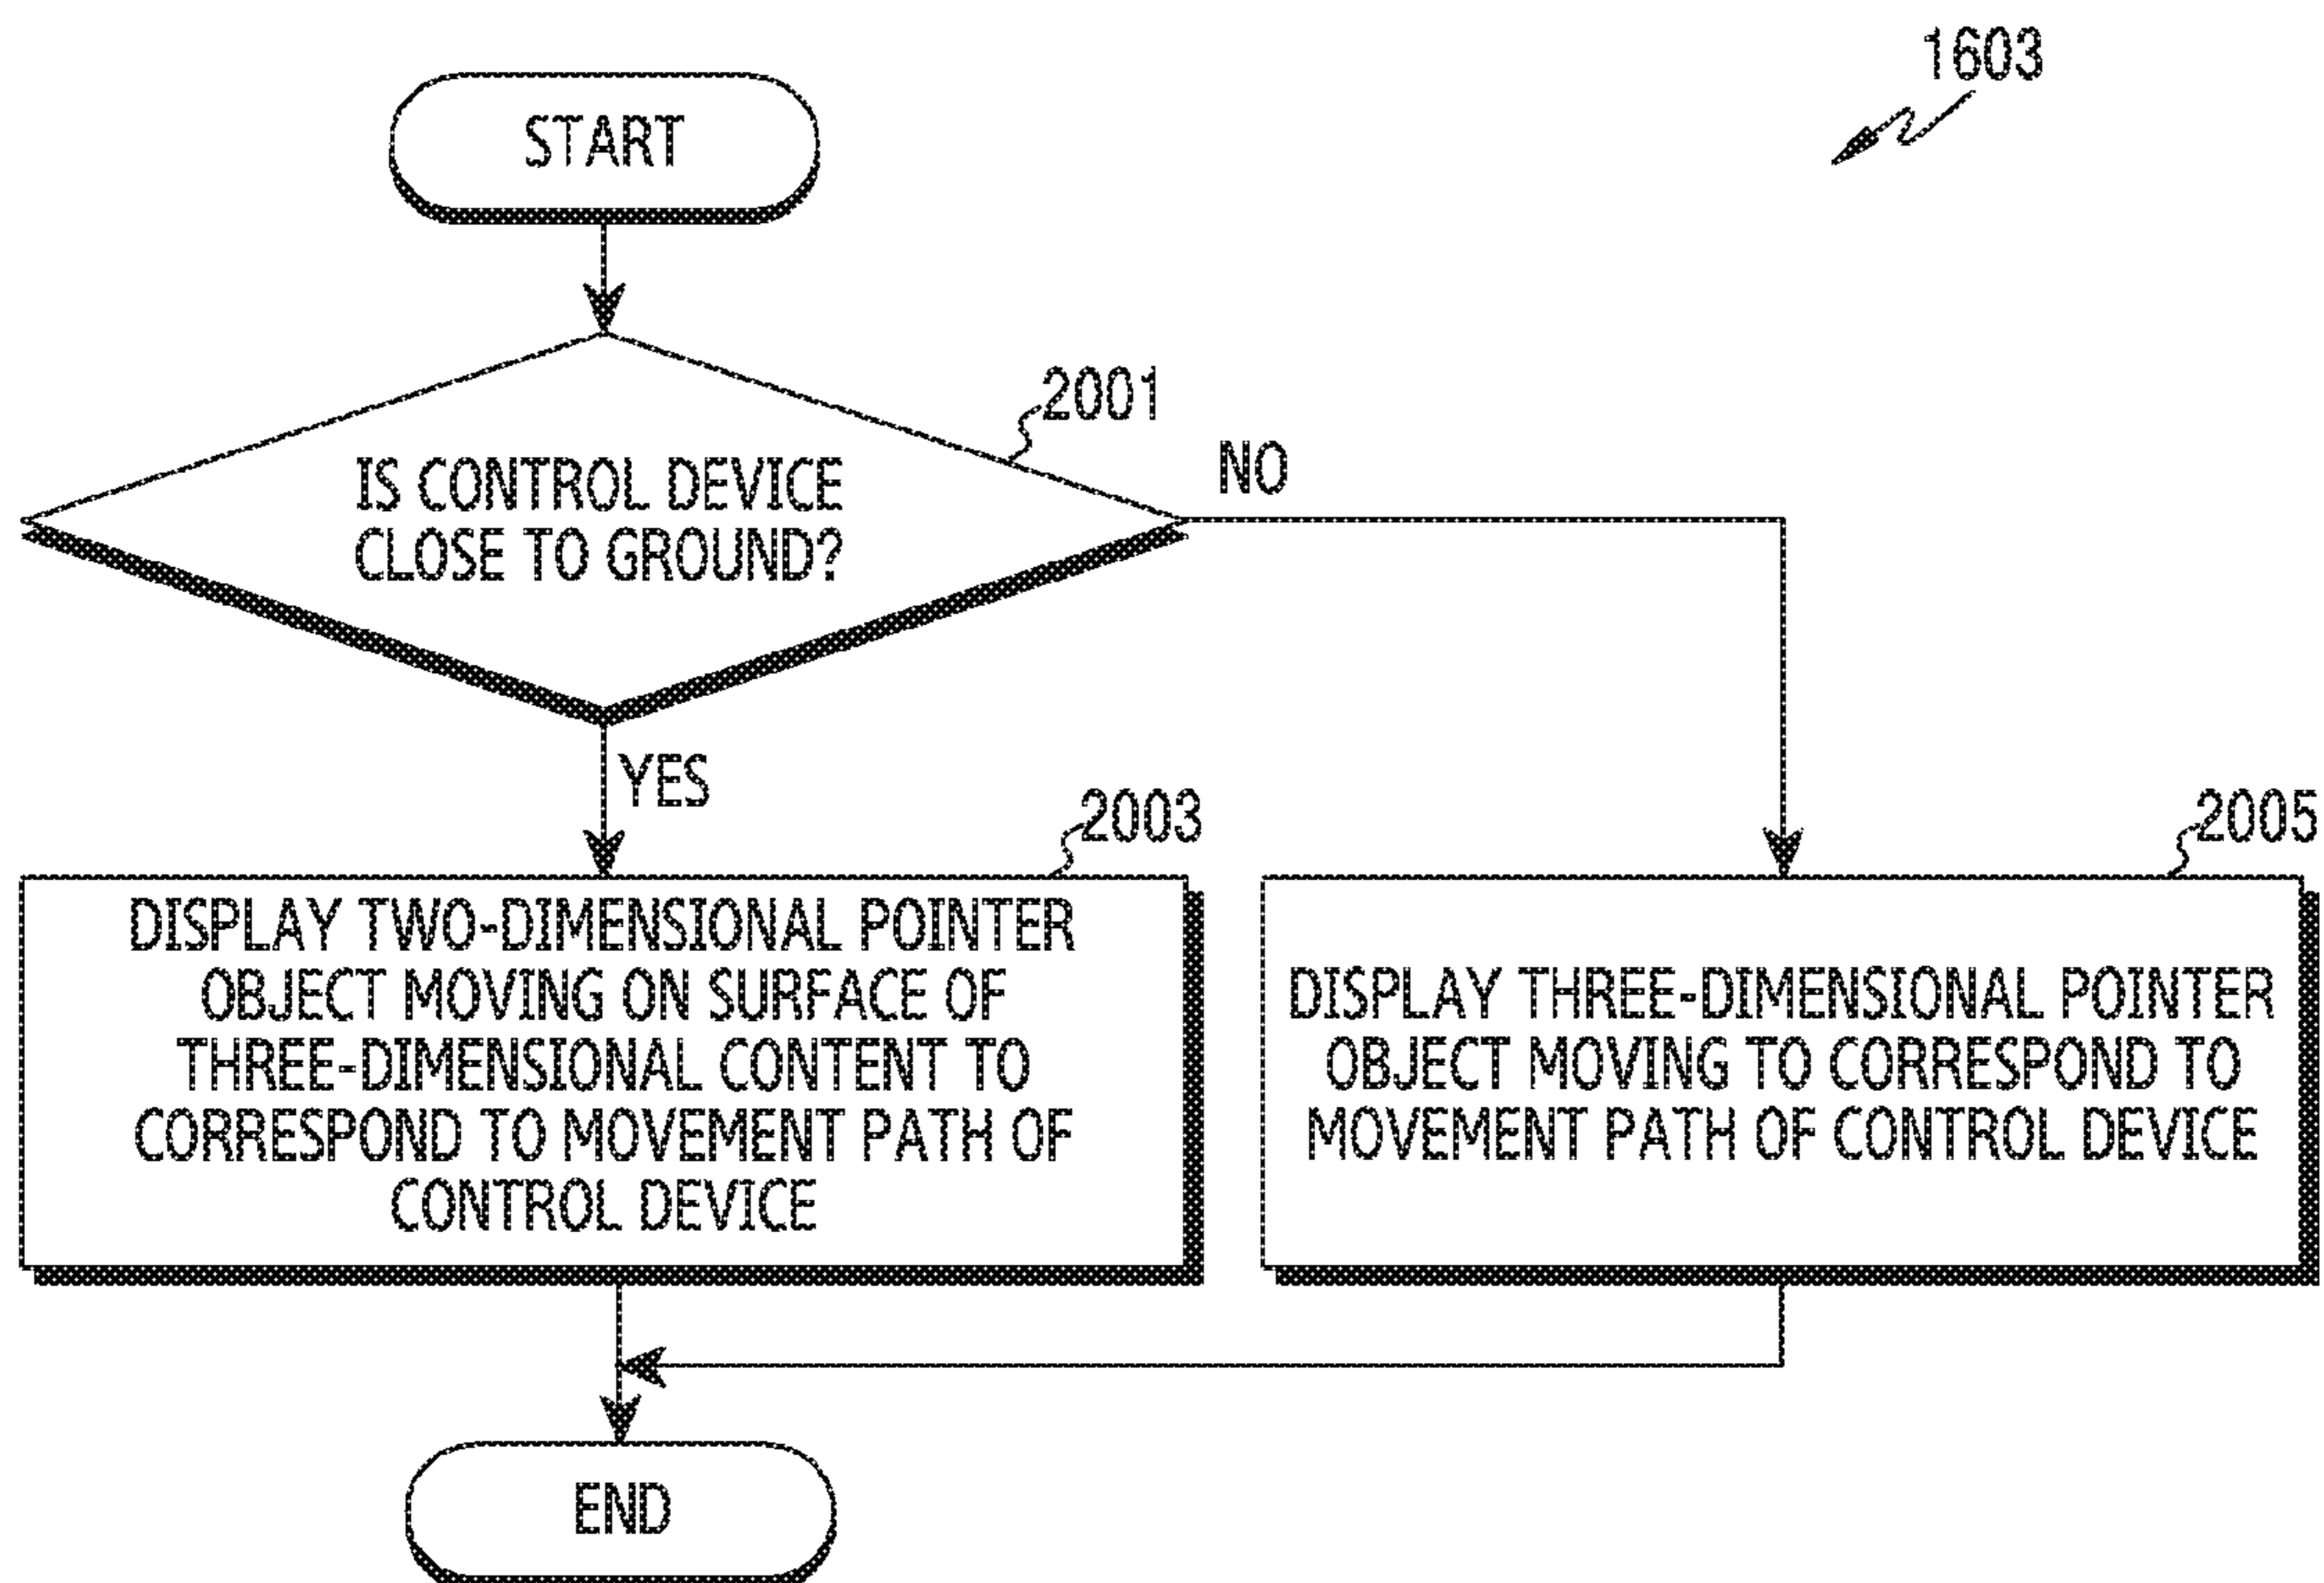 1603
START
2001
IS CONTROL DEVICE
CLOSE TO GROUND?
NO
YES
2003
DISPLAY TWO-DIMENSIONAL POINTER
OBJECT MOVING ON SURFACE OF
THREE-DIMENSIONAL CONTENT TO
CORRESPOND TO MOVEMENT PATH OF
CONTROL DEVICE
2005
DISPLAY THREE-DIMENSIONAL POINTER
OBJECT MOVING TO CORRESPOND TO
MOVEMENT PATH OF CONTROL DEVICE
END